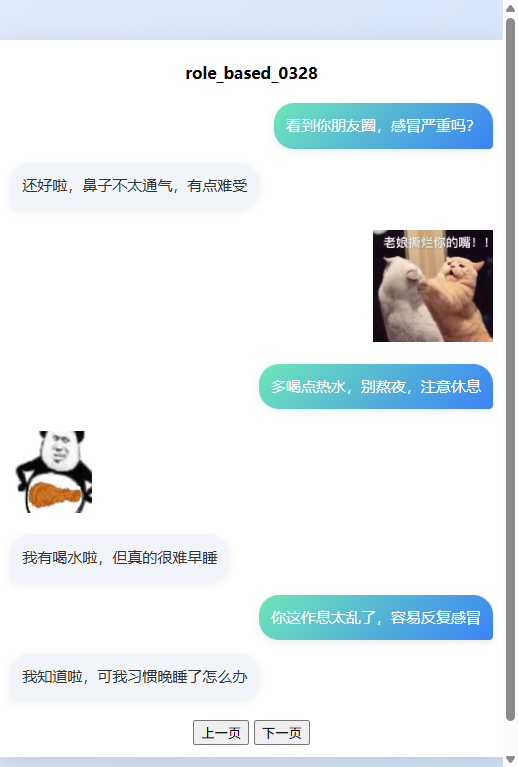 role_based_0328
看到你朋友圈，感冒严重吗？
还好啦，鼻子不太通气，有点难受
老娘撕烂你的嘴！！
多喝点热水，别熬夜，注意休息
我有喝水啦，但真的很难早睡
你这作息太乱了，容易反复感冒
我知道啦，可我习惯晚睡了怎么办
上一页 下一页